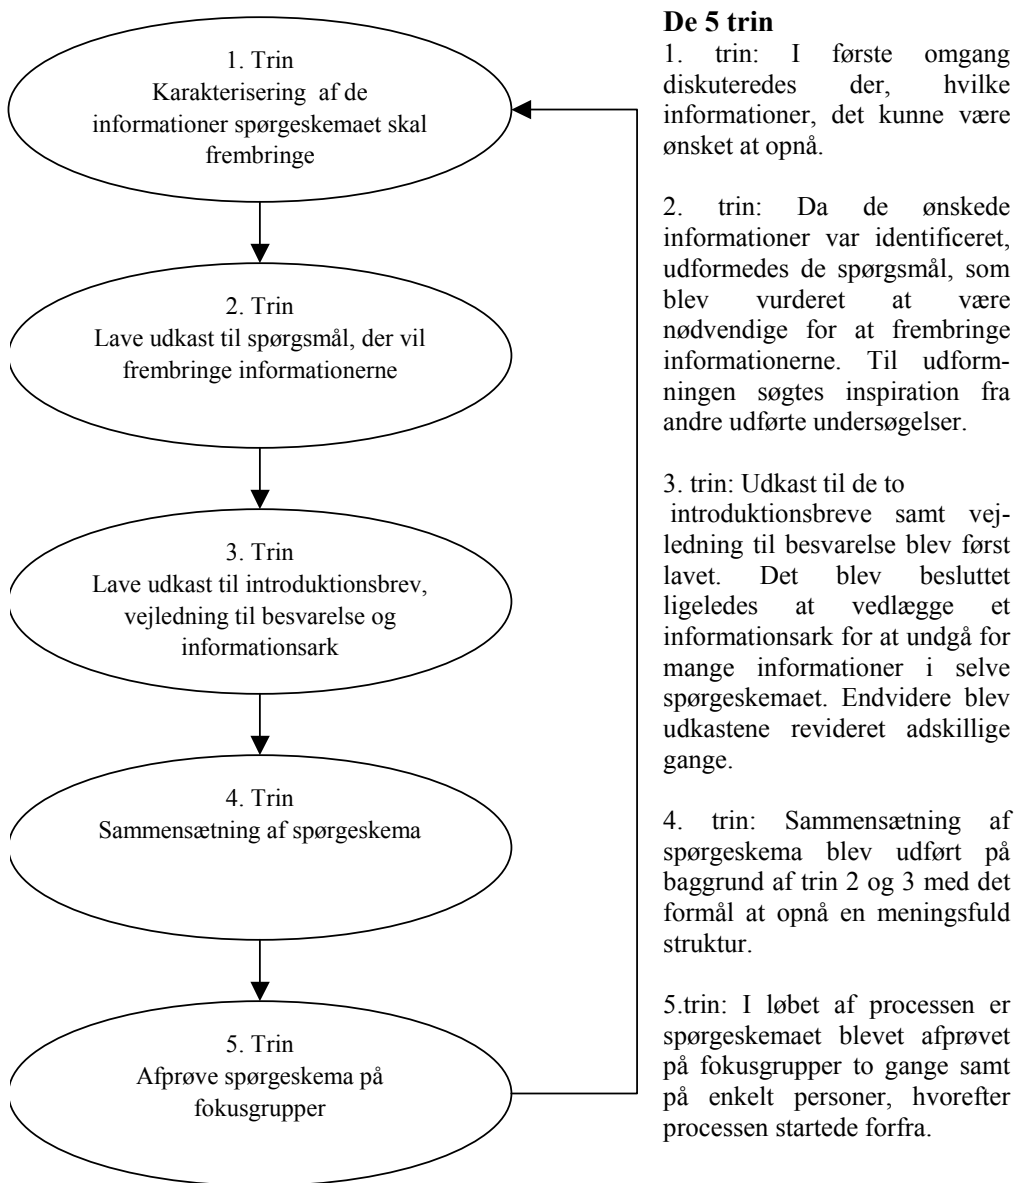 1. Trin
Karakterisering af de
informationer spørgeskemaet skal
frembringe
2. Trin
Lave udkast til spørgsmål, der vil
frembringe informationerne
3. Trin
Lave udkast til introduktionsbrev,
vejledning til besvarelse og
informationsark
4. Trin
Sammensætning af spørgeskema
5. Trin
Afprøve spørgeskema på
fokusgrupper
De 5 trin
1. trin: I første omgang
diskuteredes der, hvilke
informationer, det kunne være
ønsket at opnå.
2. trin: Da de ønskede
informationer var identificeret,
udformedes de spørgsmål, som
blev vurderet at være
nødvendige for at frembringe
informationerne. Til udform-
ningen søgtes inspiration fra
andre udførte undersøgelser.
3. trin: Udkast til de to
introduktionsbreve samt vej-
ledning til besvarelse blev først
lavet. Det blev besluttet
ligeledes at vedlægge et
informationsark for at undgå for
mange informationer i selve
spørgeskemaet. Endvidere blev
udkastene revideret adskillige
gange.
4. trin: Sammensætning af
spørgeskema blev udført på
baggrund af trin 2 og 3 med det
formål at opnå en meningsfuld
struktur.
5.trin: I løbet af processen er
spørgeskemaet blevet afprøvet
på fokusgrupper to gange samt
på enkelt personer, hvorefter
processen startede forfra.